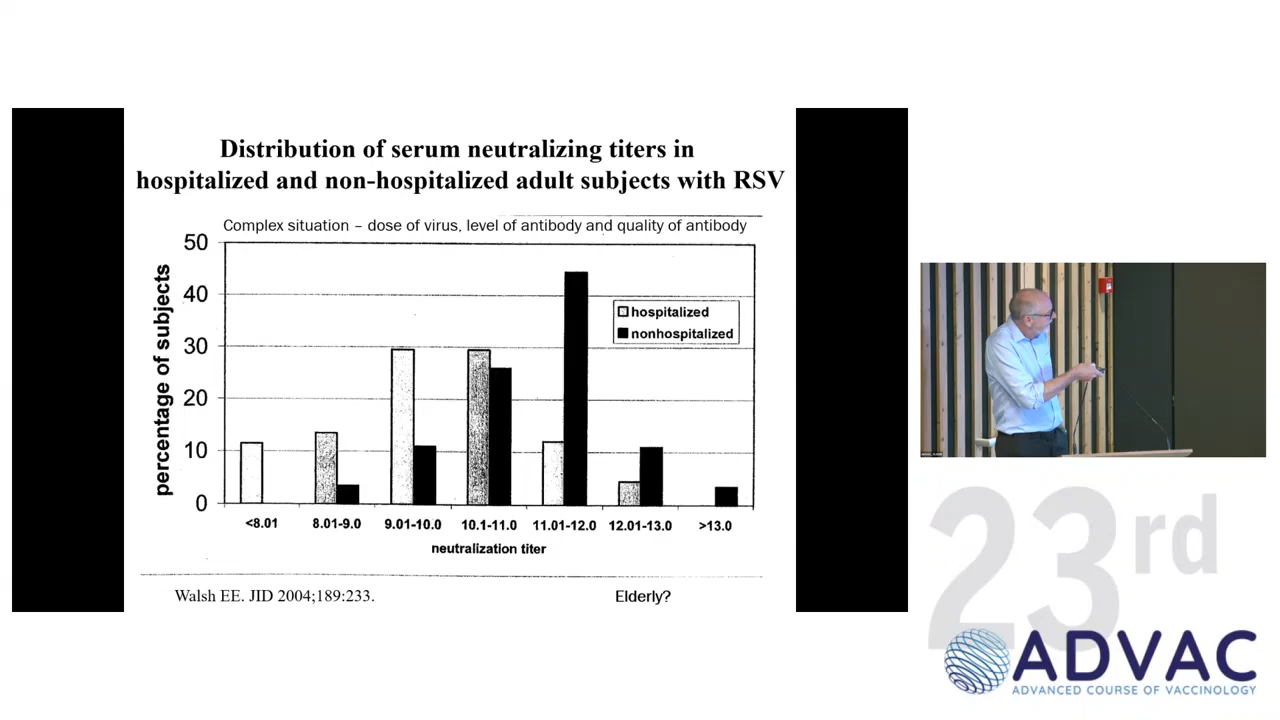 Distribution of serum neutralizing titers in
hospitalized and non-hospitalized adult subjects with RSV
Complex situation – dose of virus, level of antibody and quality of antibody
percentage of subjects
50
40
30
20
10
0
hospitalized
nonhospitalized
<8.01 8.01-9.0 9.01-10.0 10.1-11.0 11.01-12.0 12.01-13.0 >13.0
neutralization titer
Walsh EE. JID 2004;189:233.
Elderly?
23rd
ADVAC
ADVANCED COURSE OF VACCINOLOGY